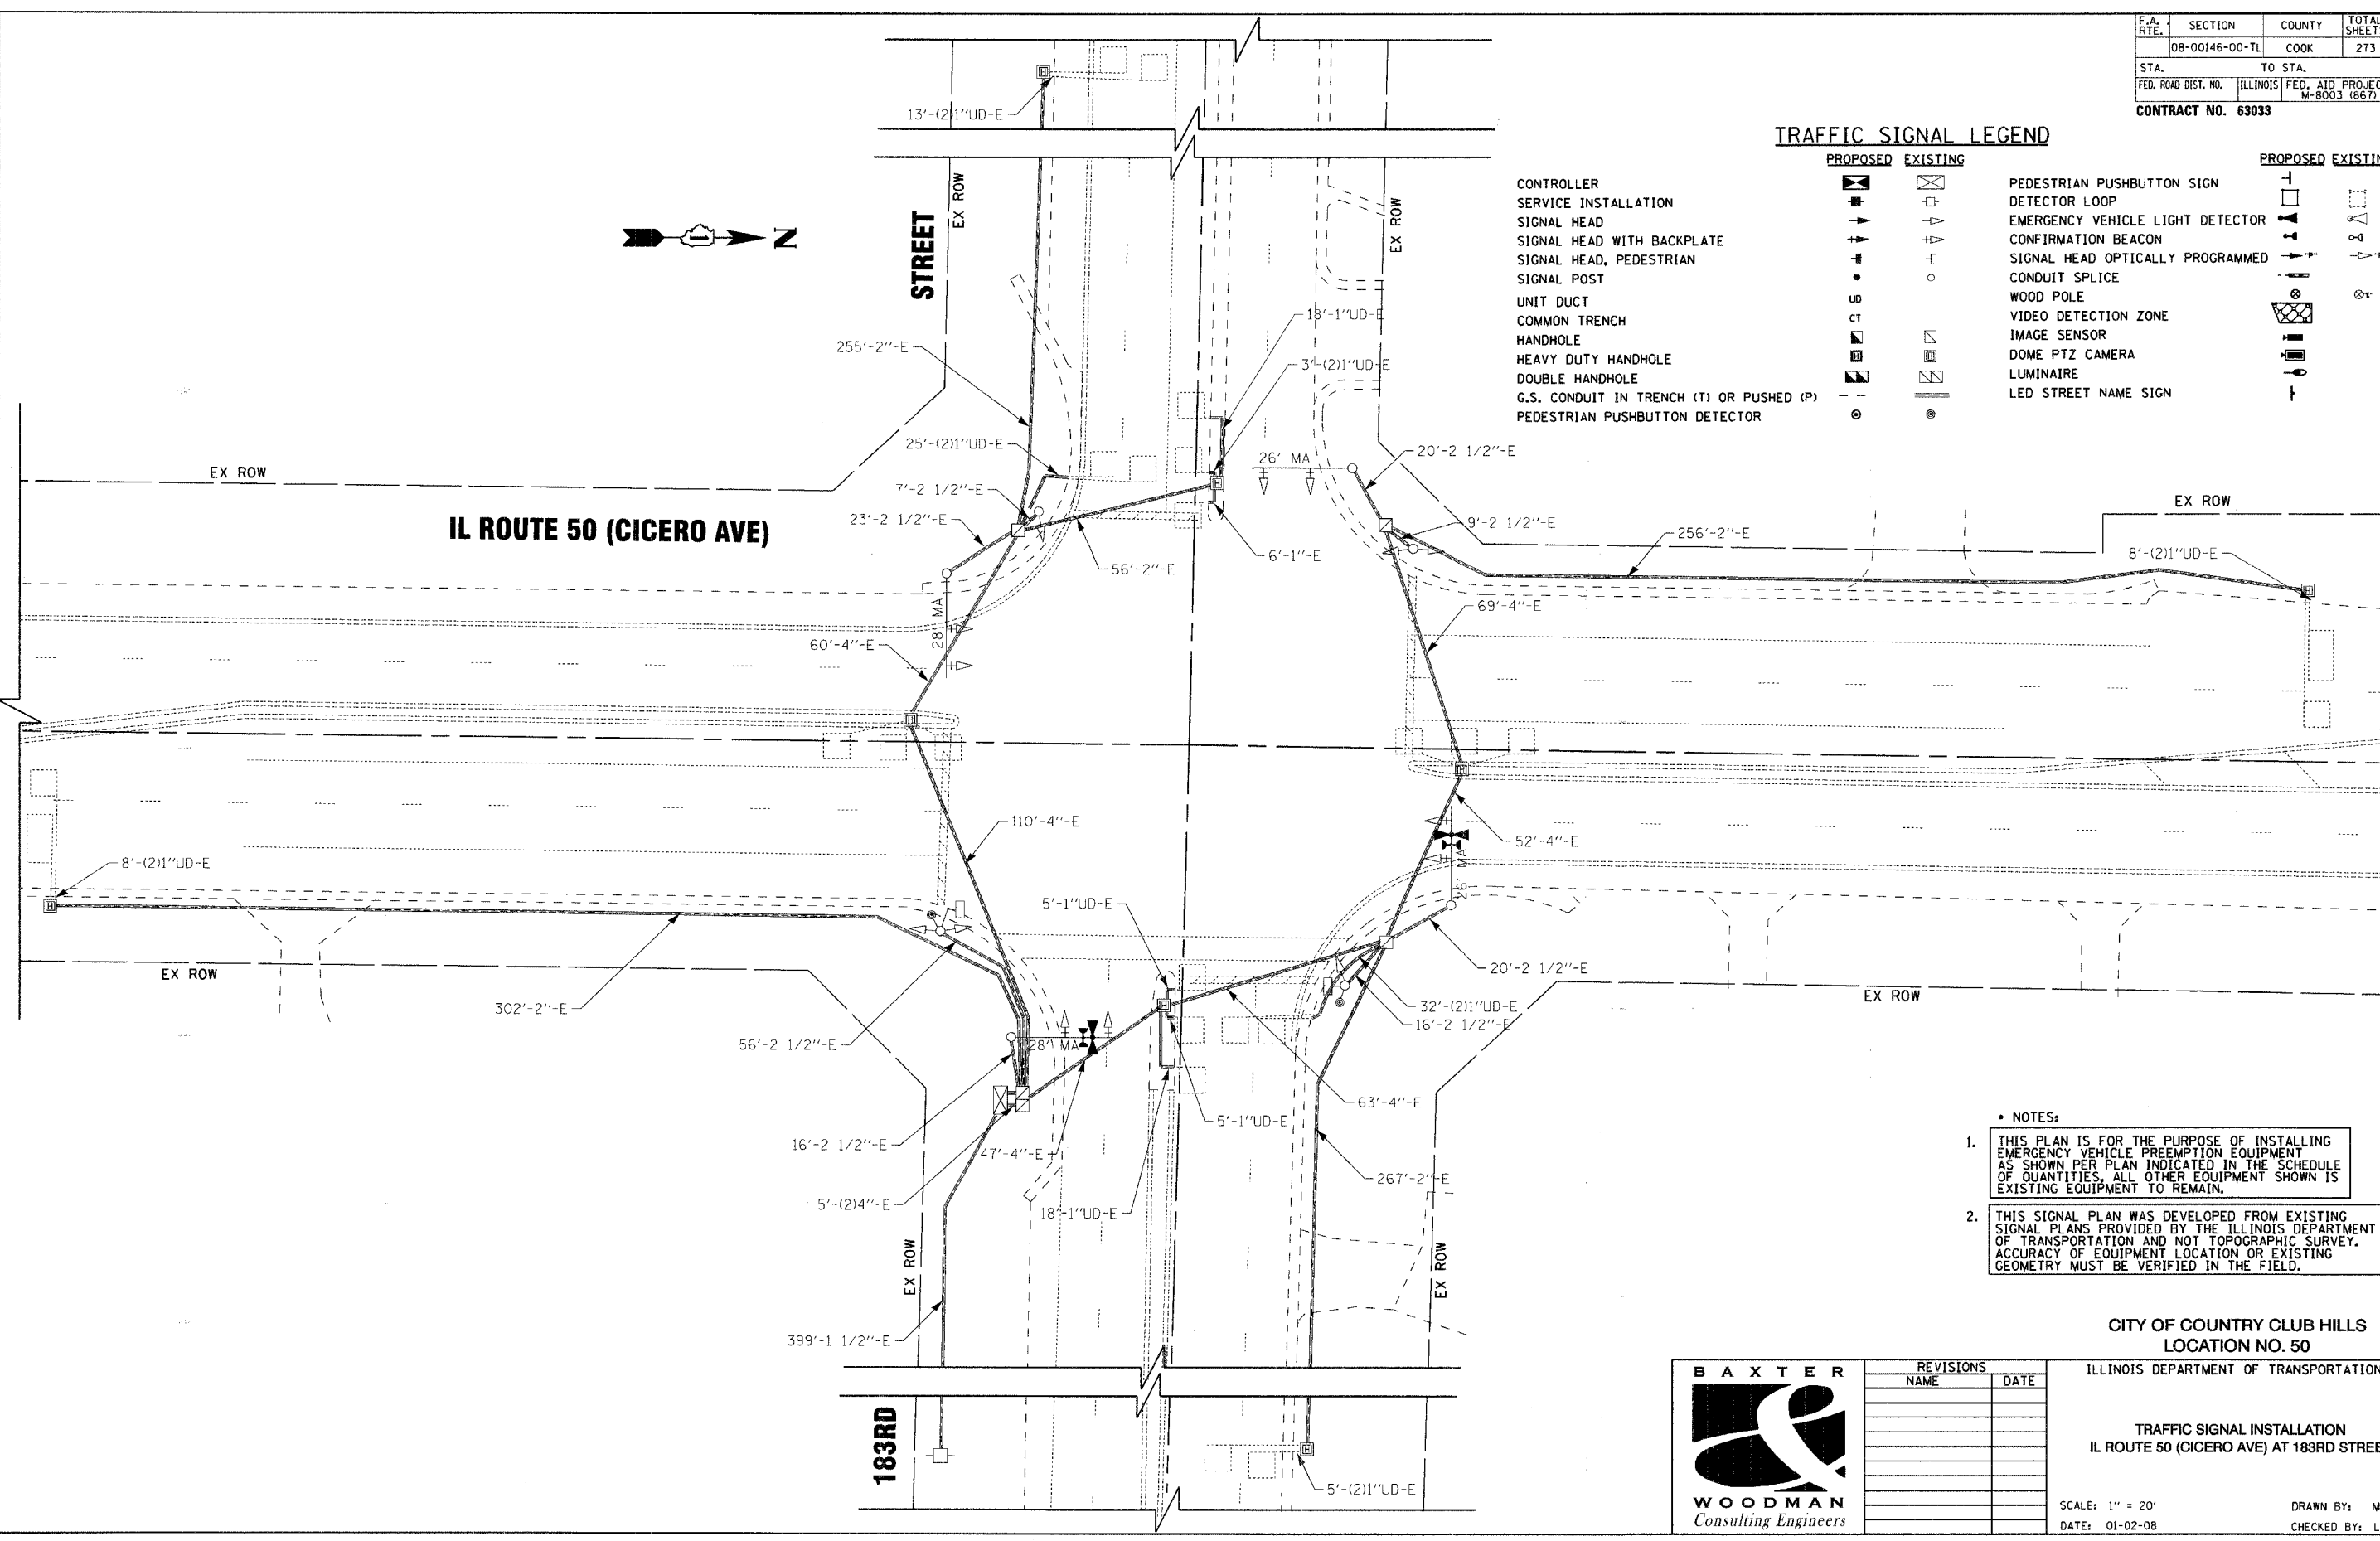 F.A. RTE. SECTION COUNTY
08-00146-00-TL COOK 273
STA. TO STA.
FED. ROAD DIST. NO. ILLINOIS FED. AID
M-8003 (867)
CONTRACT NO. 63033
TRAFFIC SIGNAL LEGEND
PROPOSED EXISTING
CONTROLLER
SERVICE INSTALLATION
SIGNAL HEAD
SIGNAL HEAD WITH BACKPLATE
SIGNAL HEAD, PEDESTRIAN
SIGNAL POST
UNIT DUCT UD
COMMON TRENCH CT
HANDHOLE
HEAVY DUTY HANDHOLE
DOUBLE HANDHOLE
G.S. CONDUIT IN TRENCH (T) OR PUSHED (P)
PEDESTRIAN PUSHBUTTON DETECTOR
PROPOSED
PEDESTRIAN PUSHBUTTON SIGN
DETECTOR LOOP
EMERGENCY VEHICLE LIGHT DETECTOR
CONFIRMATION BEACON
SIGNAL HEAD OPTICALLY PROGRAMMED
CONDUIT SPLICE
WOOD POLE
VIDEO DETECTION ZONE
IMAGE SENSOR
DOME PTZ CAMERA
LUMINAIRE
LED STREET NAME SIGN
13'-(2)1"UD-E
EX ROW
STREET
EX ROW
N
255'-2"-E
18'-1"UD-E
3'-(2)1"UD-E
25'-(2)1"UD-E
26' MA
20'-2 1/2"-E
EX ROW
7'-2 1/2"-E
23'-2 1/2"-E
IL ROUTE 50 (CICERO AVE)
9'-2 1/2"-E
256'-2"-E
EX ROW
6'-1"-E
56'-2"-E
8'-(2)1"UD-E
69'-4"-E
28' MA
60'-4"-E
110'-4"-E
52'-4"-E
8'-(2)1"UD-E
26' MA
5'-1"UD-E
EX ROW
302'-2"-E
20'-2 1/2"-E
EX ROW
32'-(2)1"UD-E
16'-2 1/2"-E
56'-2 1/2"-E
28' MA
63'-4"-E
5'-1"UD-E
16'-2 1/2"-E
47'-4"-E
267'-2"-E
5'-(2)4"-E
18'-1"UD-E
EX ROW
EX ROW
399'-1 1/2"-E
183RD
5'-(2)1"UD-E
• NOTES:
1. THIS PLAN IS FOR THE PURPOSE OF INSTALLING
EMERGENCY VEHICLE PREEMPTION EQUIPMENT
AS SHOWN PER PLAN INDICATED IN THE SCHEDULE
OF QUANTITIES, ALL OTHER EQUIPMENT SHOWN IS
EXISTING EQUIPMENT TO REMAIN.
2. THIS SIGNAL PLAN WAS DEVELOPED FROM EXISTING
SIGNAL PLANS PROVIDED BY THE ILLINOIS DEPARTMENT
OF TRANSPORTATION AND NOT TOPOGRAPHIC SURVEY.
ACCURACY OF EQUIPMENT LOCATION OR EXISTING
GEOMETRY MUST BE VERIFIED IN THE FIELD.
CITY OF COUNTRY CLUB HILLS
LOCATION NO. 50
BAXTER
&
WOODMAN
Consulting Engineers
REVISIONS
NAME DATE
ILLINOIS DEPARTMENT OF TRANSPORTATION
TRAFFIC SIGNAL INSTALLATION
IL ROUTE 50 (CICERO AVE) AT 183RD
SCALE: 1" = 20'
DRAWN BY:
DATE: 01-02-08
CHECKED BY: